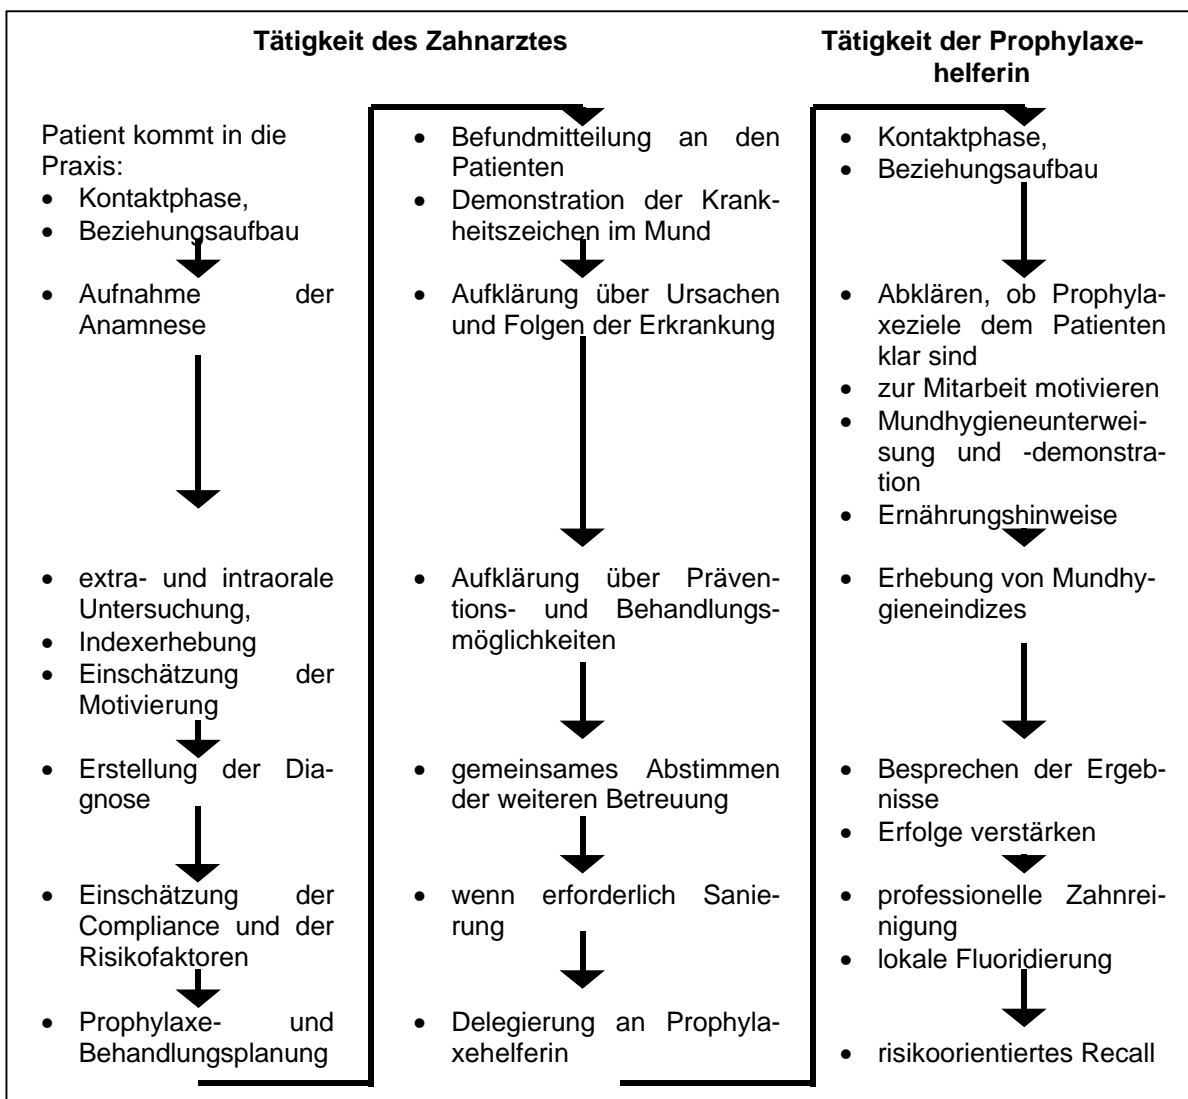 Tätigkeit des Zahnarztes
Patient kommt in die
Praxis:
• Kontaktphase,
• Beziehungsaufbau
• Aufnahme der
Anamnese
• extra- und intraorale
Untersuchung,
• Indexerhebung
• Einschätzung der
Motivierung
• Erstellung der Dia-
gnose
• Einschätzung der
Compliance und der
Risikofaktoren
• Prophylaxe- und
Behandlungsplanung
• Befundmitteilung an den
Patienten
• Demonstration der Krank-
heitszeichen im Mund
• Aufklärung über Ursachen
und Folgen der Erkrankung
• Aufklärung über Präven-
tions- und Behandlungs-
möglichkeiten
• gemeinsames Abstimmen
der weiteren Betreuung
• wenn erforderlich Sanie-
rung
• Delegierung an Prophyla-
xehelferin
Tätigkeit der Prophylaxe-
helferin
• Kontaktphase,
• Beziehungsaufbau
• Abklären, ob Prophyla-
xeziele dem Patienten
klar sind
• zur Mitarbeit motivieren
• Mundhygieneunterwei-
sung und -demonstra-
tion
• Ernährungshinweise
• Erhebung von Mundhy-
gieneindizes
• Besprechen der Ergeb-
nisse
• Erfolge verstärken
• professionelle Zahnrei-
nigung
• lokale Fluoridierung
• risikoorientiertes Recall